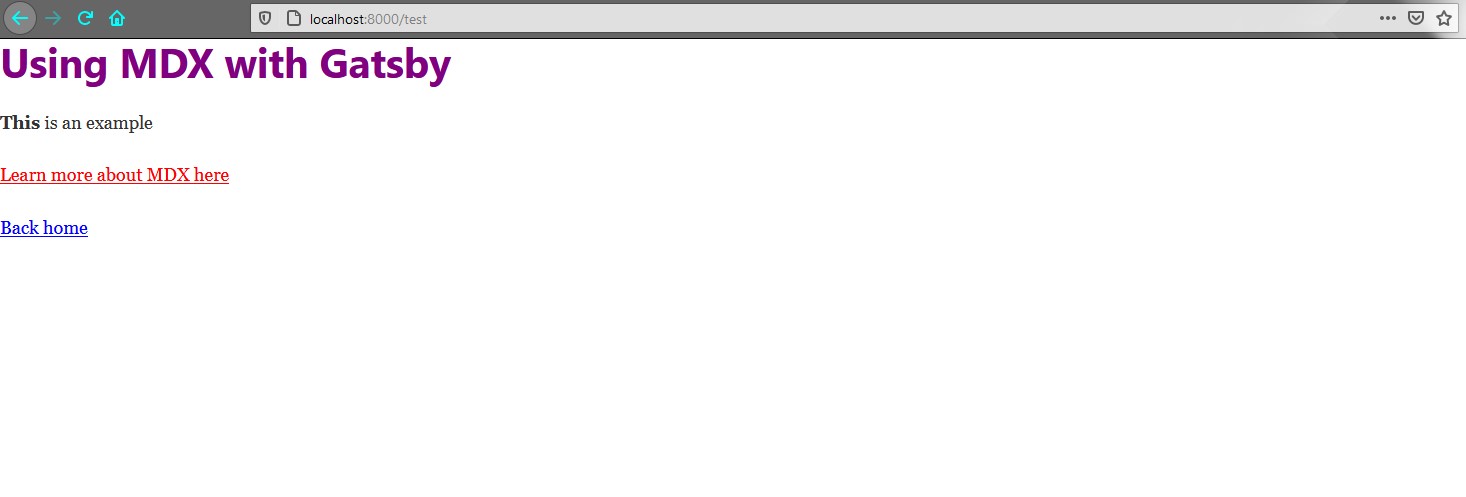 localhost:8000/test
Using MDX with Gatsby
This is an example
Learn more about MDX here
Back home